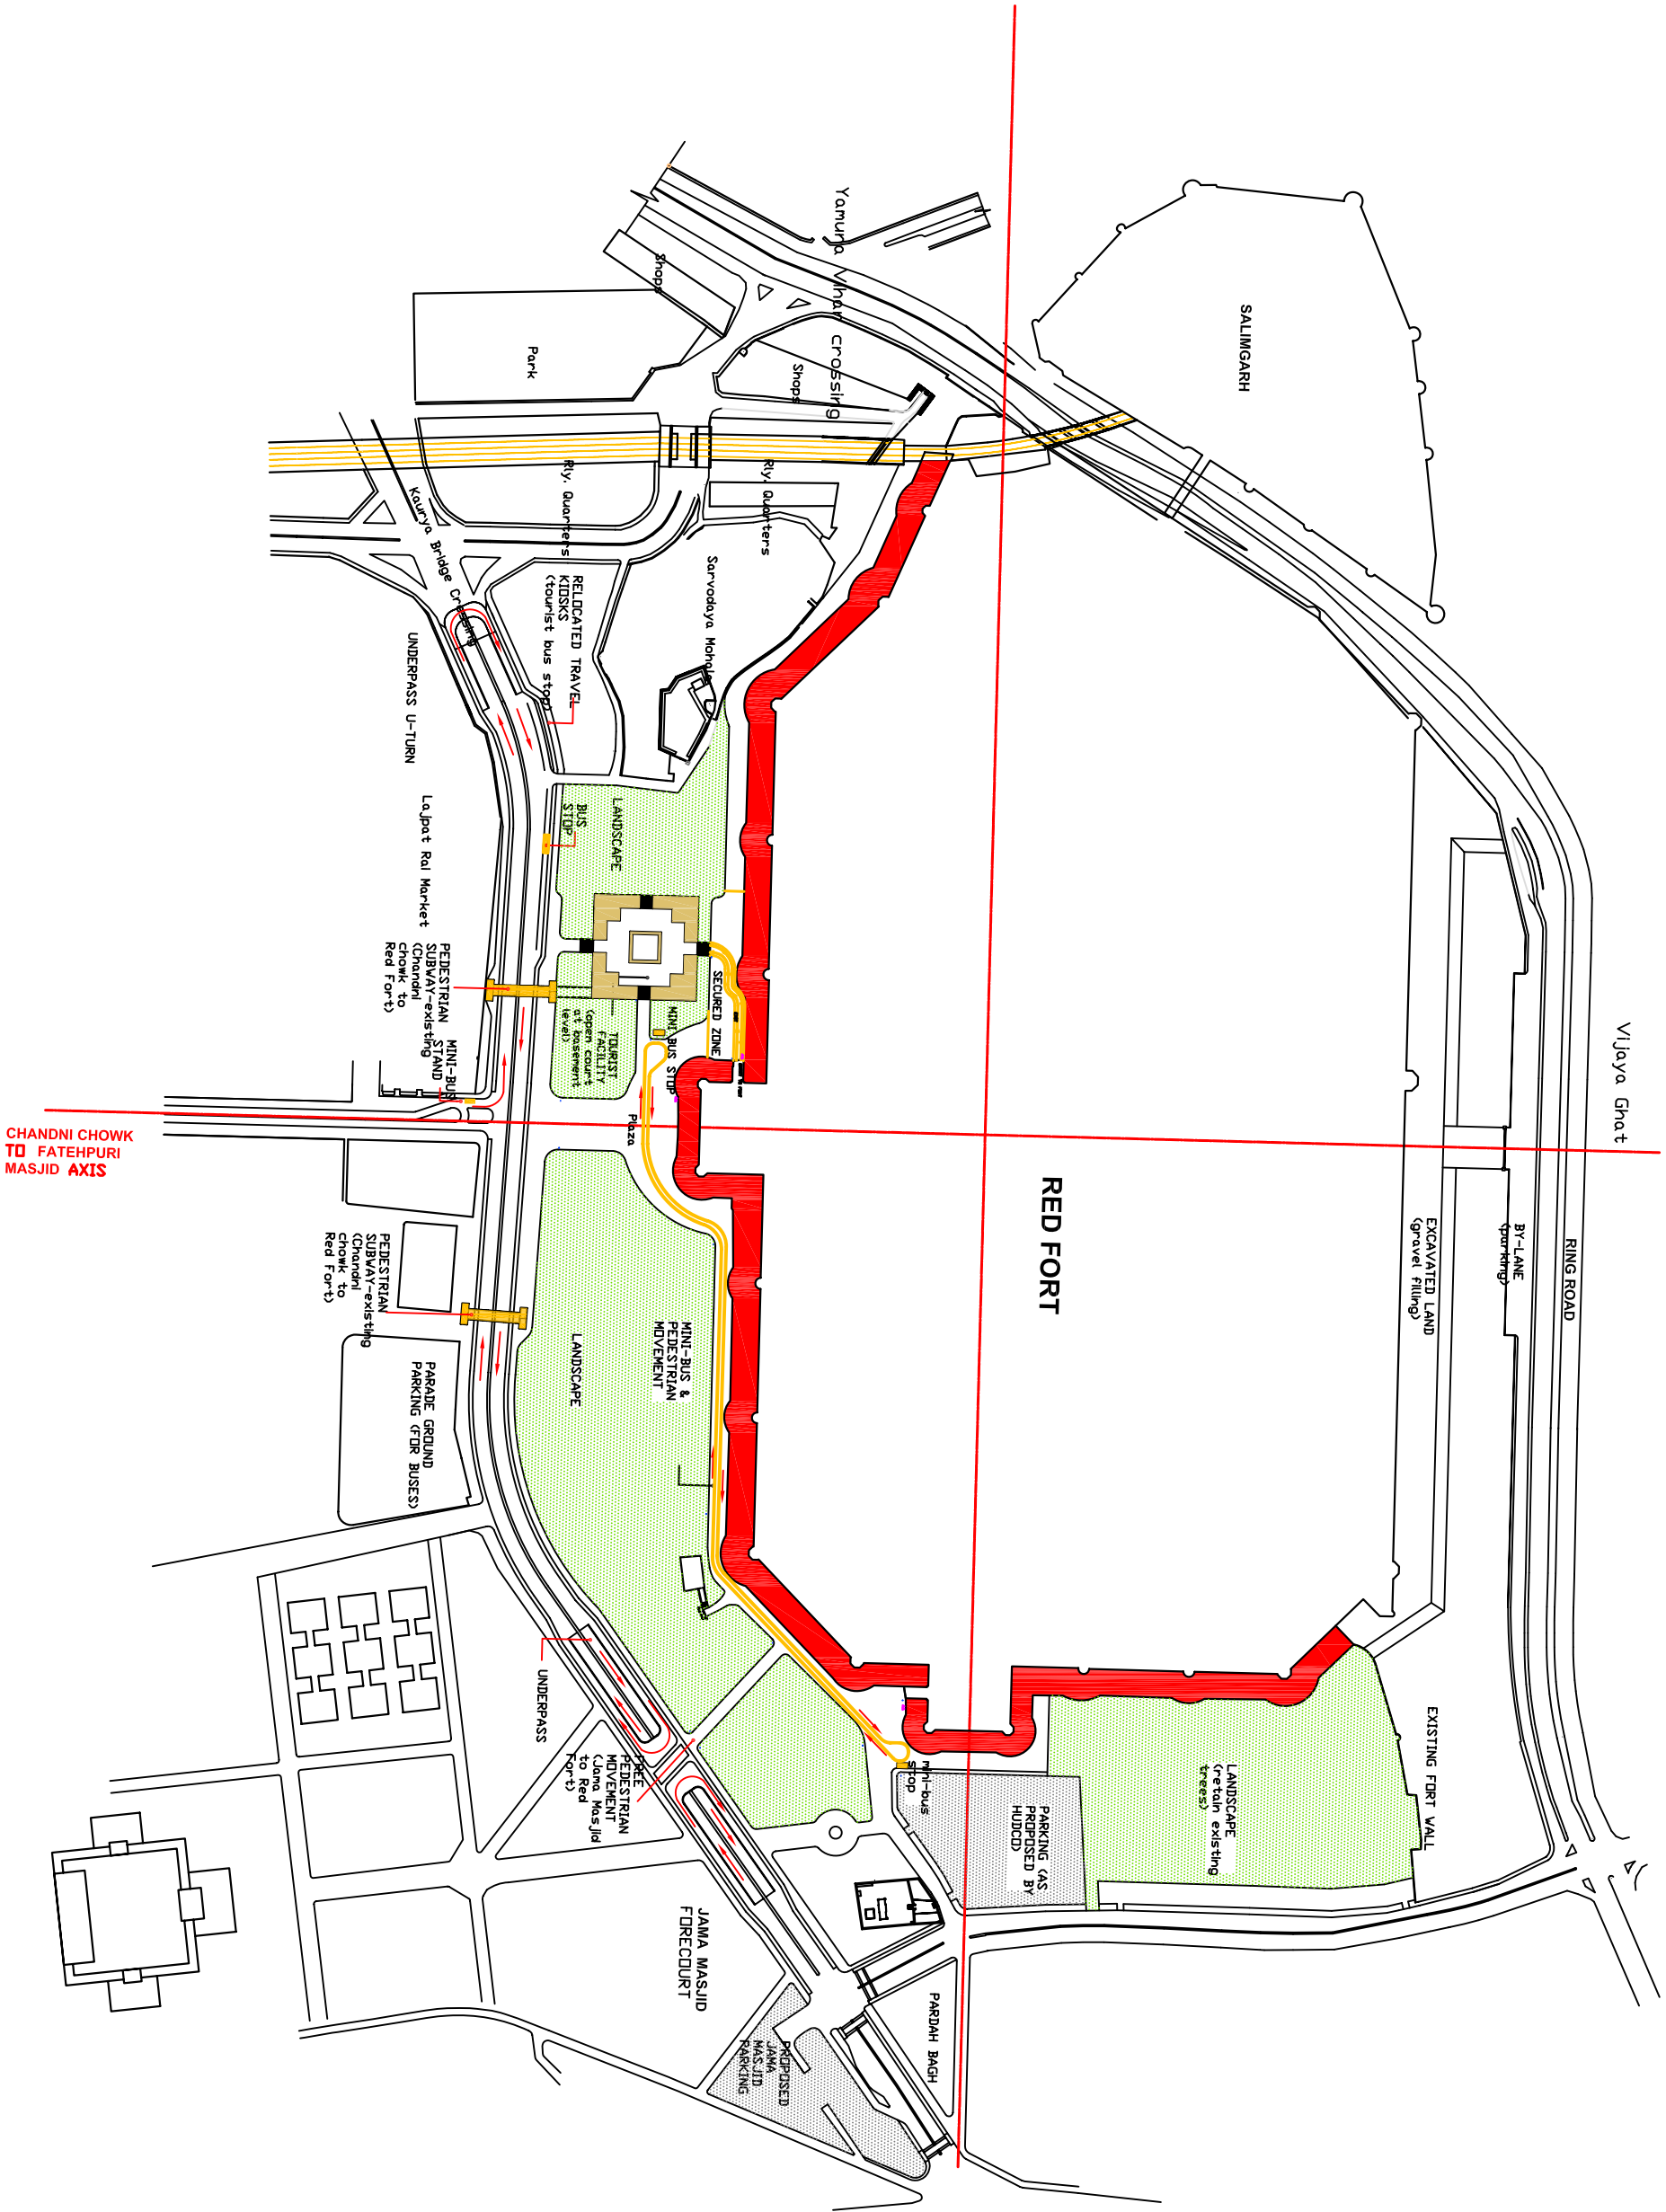 Yamuna Vihar crossing
SALIMGARH
Shops
Park
Shops
Rly. Quarters
Rly. Quarters
Kaurya Bridge Crossing
Sarvodaya Mohala
RELOCATED TRAVEL
KIOSKS
(tourist bus stop)
UNDERPASS U-TURN
Lajpat Rai Market
BUS
STOP
LANDSCAPE
PEDESTRIAN
SUBWAY-existing
(Chandni
chowk to
Red Fort)
MINI-BUS
STAND
SECURED ZONE
MINI BUS STOP
TOURIST
FACILITY
(open court
at basement
level)
Plaza
Vijaya Ghat
CHANDNI CHOWK
TO FATEHPURI
MASJID AXIS
RED FORT
EXCAVATED LAND
(gravel filling)
BY-LANE
(parking)
RING ROAD
PEDESTRIAN
SUBWAY-existing
(Chandni
chowk to
Red Fort)
LANDSCAPE
MINI-BUS &
PEDESTRIAN
MOVEMENT
PARADE GROUND
PARKING (FOR BUSES)
UNDERPASS
FREE
PEDESTRIAN
MOVEMENT
(Jama Masjid
to Red
Fort)
mini-bus
stop
PARKING (AS
PROPOSED BY
HUDCO)
LANDSCAPE
(retain existing
trees)
EXISTING FORT WALL
JAMA MASJID
FORECOURT
PARDAH BAGH
PROPOSED
JAMA
MASJID
PARKING